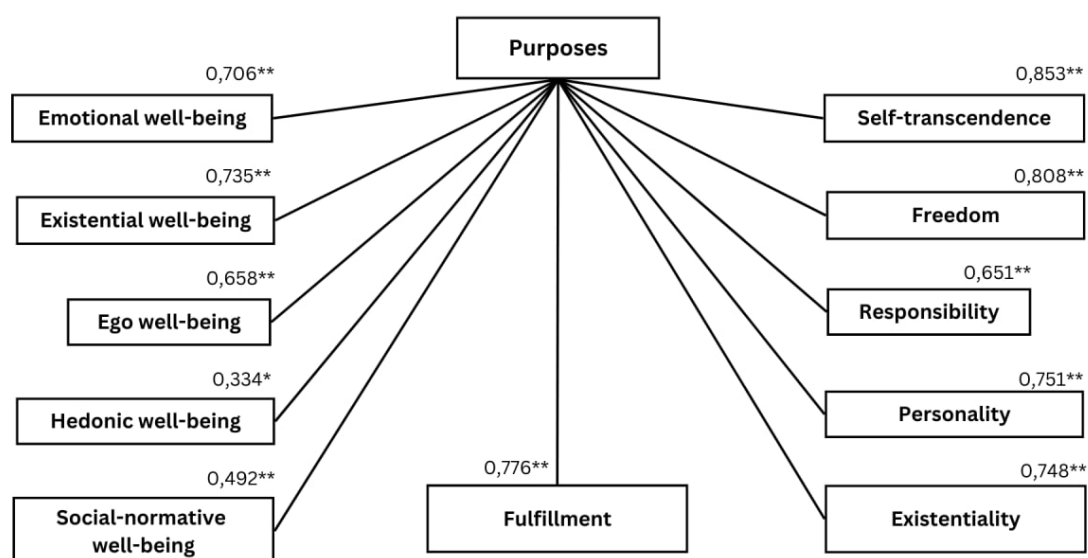 Purposes
0,706**
Emotional well-being
0,735**
Existential well-being
0,658**
Ego well-being
0,334*
Hedonic well-being
0,492**
Social-normative
well-being
0,776**
Fulfillment
0,853**
Self-transcendence
0,808**
Freedom
0,651**
Responsibility
0,751**
Personality
0,748**
Existentiality